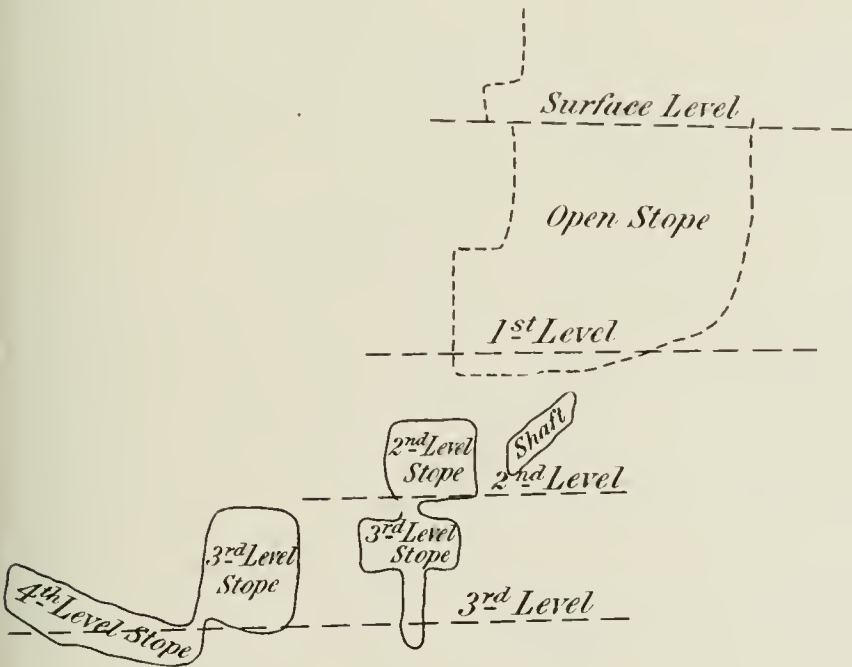 Surface Level
Open Stope
1st Level
Shaft
2nd Level
Stope
2nd Level
3rd Level
Stope
3rd Level
Stope
3rd Level
4th Level Stope